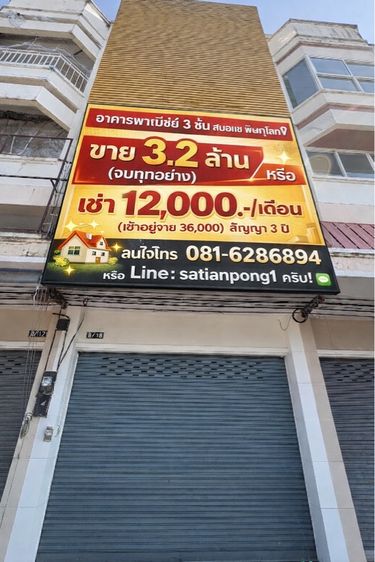 อาคารพาณิชย์ 3 ชั้น สบอแช พิษณุโลก
ขาย 3.2 ล้าน
(จบทุกอย่าง)
หรือ
เช่า 12,000.-/เดือน
(เช้าอยู่จ่าย 36,000) สัญญา 3 ปี
ลนใจโทร 081-6286894
หรือ Line: satianpong1 คริบ!
8/18